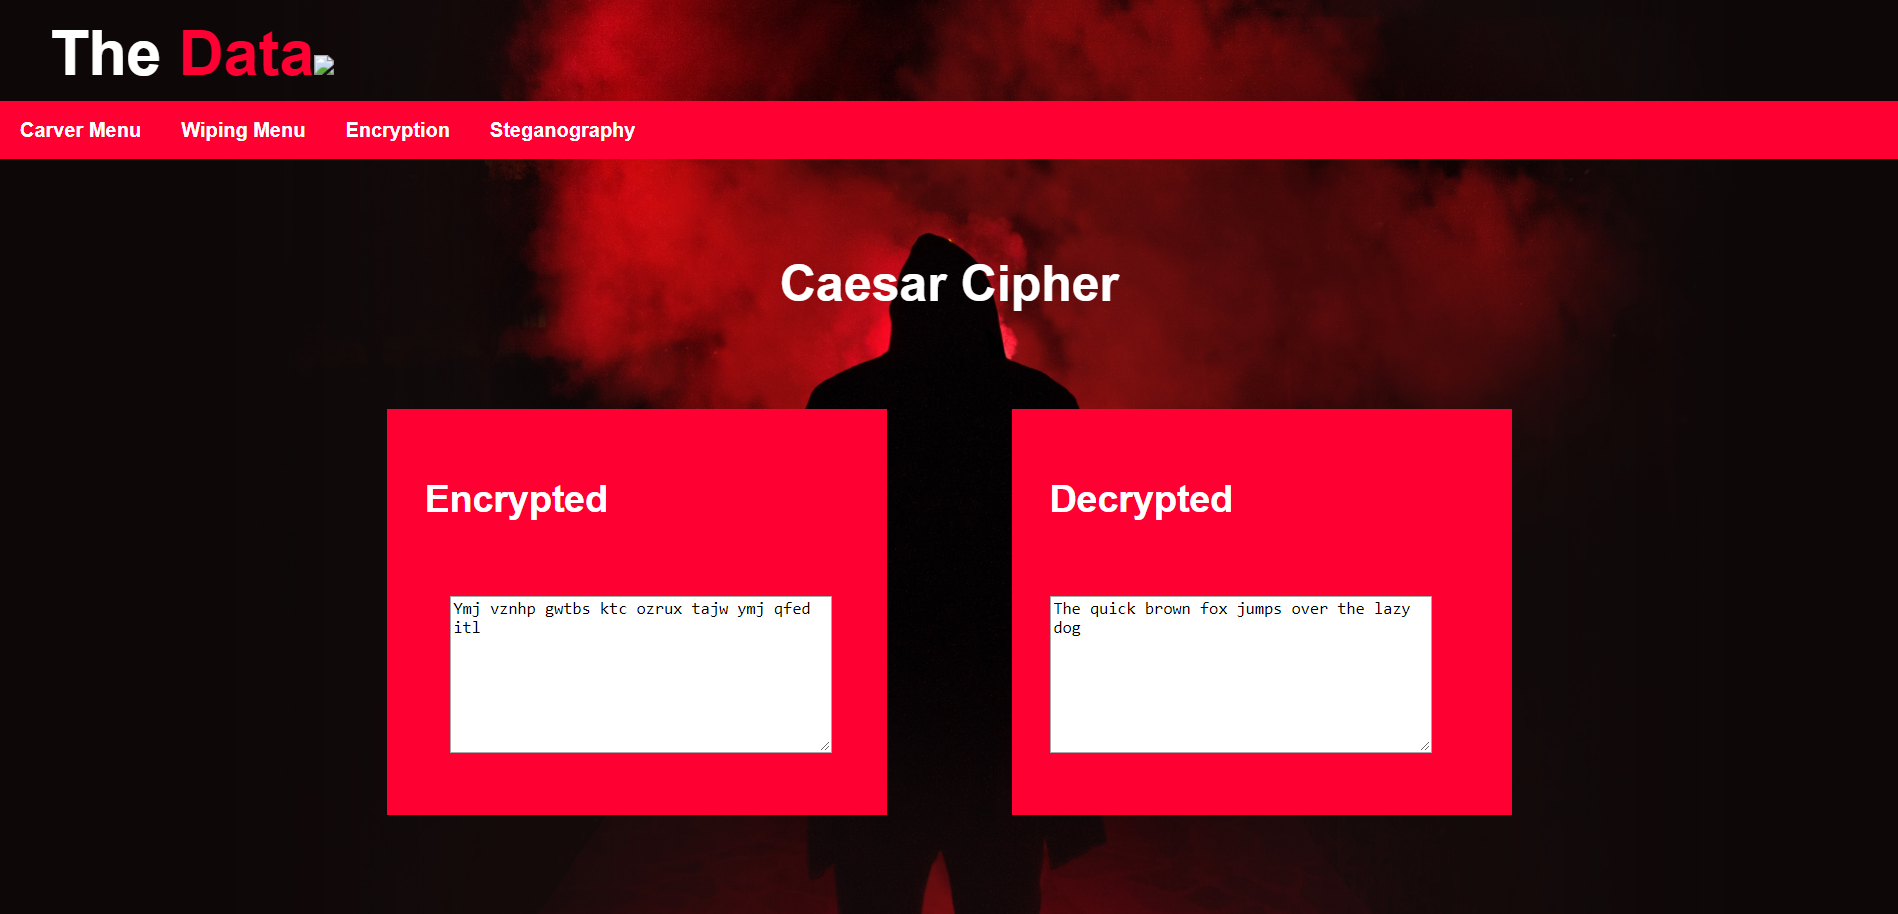 The Data
Carver Menu Wiping Menu Encryption Steganography
Caesar Cipher
Encrypted
Ymj vznhp gwtbs ktc ozrux tajw ymj qfed
itl
Decrypted
The quick brown fox jumps over the lazy
dog